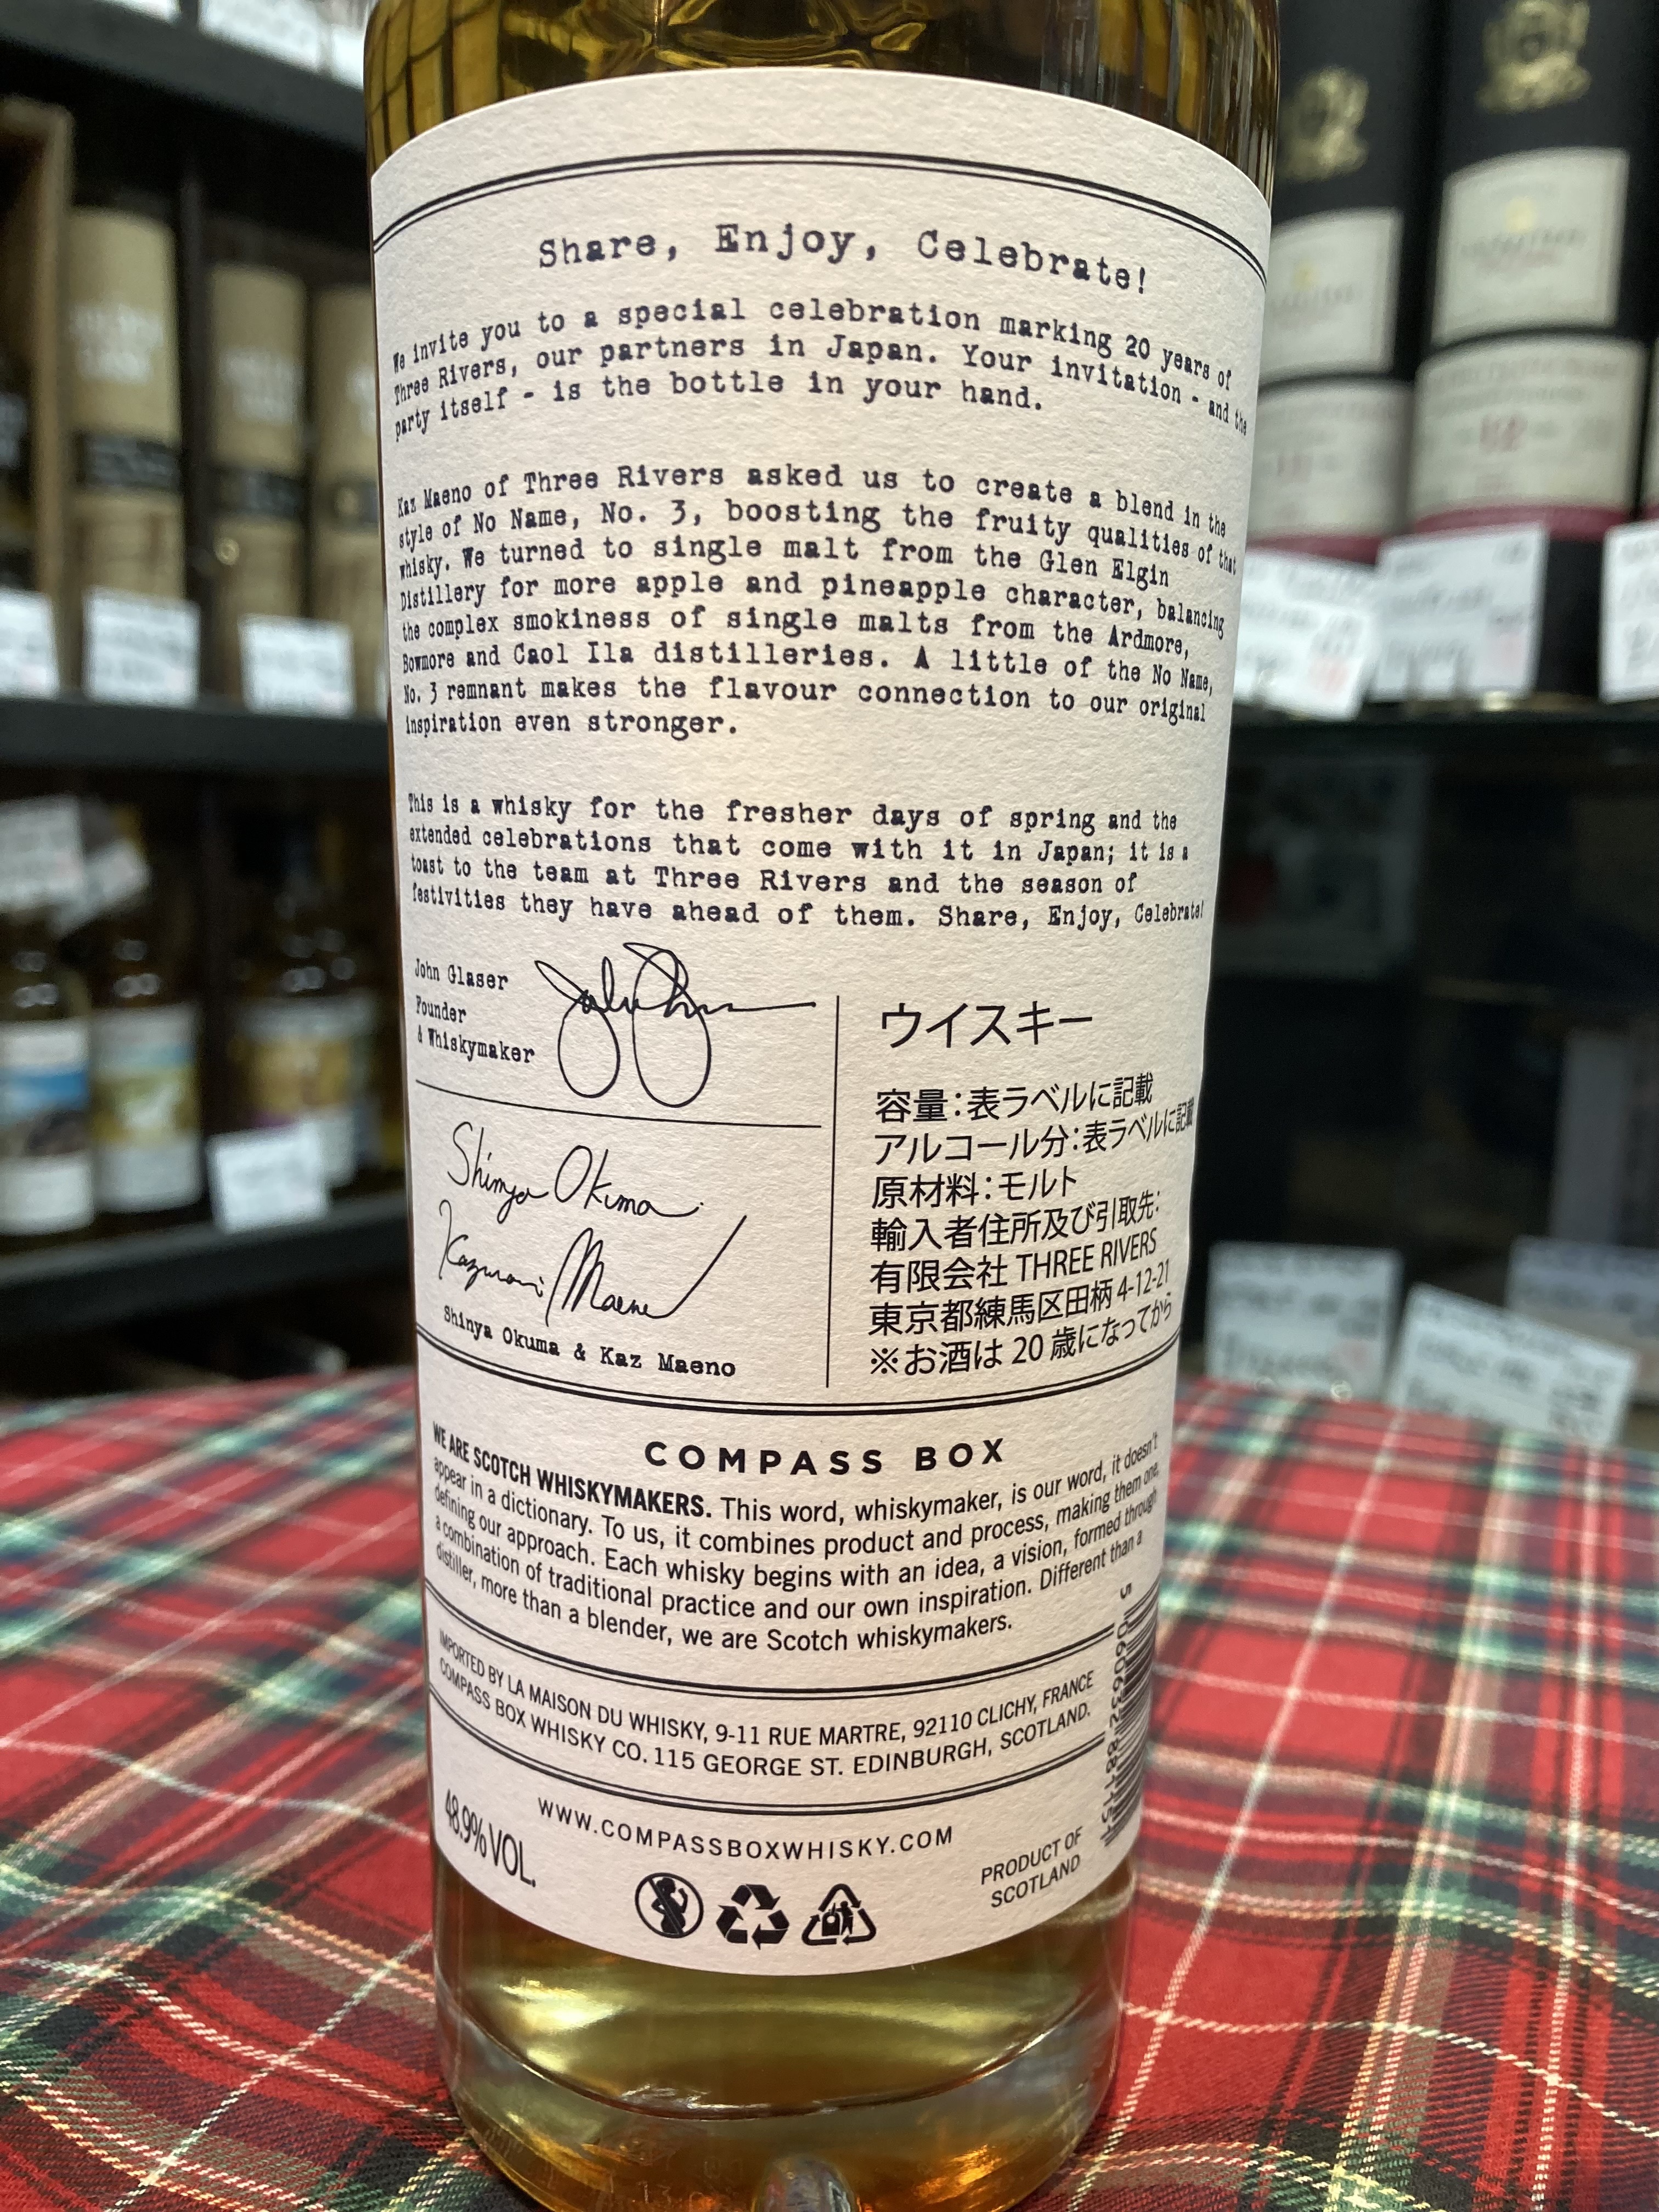 Share, Enjoy, Celebrate!
We invite you to a special celebration marking 20 years of
Three Rivers, our partners in Japan. Your invitation - and the
party itself - is the bottle in your hand.
Kaz Maeno of Three Rivers asked us to create a blend in the
style of No Name, No. 3, boosting the fruity qualities of that
whisky. We turned to single malt from the Glen Elgin
Distillery for more apple and pineapple character, balancing
the complex smokiness of single malts from the Ardmore,
Bowmore and Caol Ila distilleries. A little of the No Name,
No. 3 remnant makes the flavour connection to our original
inspiration even stronger.
This is a whisky for the fresher days of spring and the
extended celebrations that come with it in Japan; it is a
toast to the team at Three Rivers and the season of
festivities they have ahead of them. Share, Enjoy, Celebrate!
John Glaser
Founder
& Whiskymaker
Shinya Okuma
Kazunori Maeno
Shinya Okuma & Kaz Maeno
ウイスキー
容量:表ラベルに記載
アルコール分:表ラベルに記載
原材料:モルト
輸入者住所及び引取先:
有限会社 THREE RIVERS
東京都練馬区田柄 4-12-21
※お酒は 20 歳になってから
COMPASS BOX
WE ARE SCOTCH WHISKYMAKERS. This word, whiskymaker, is our word, it doesn't
appear in a dictionary. To us, it combines product and process, making them one,
defining our approach. Each whisky begins with an idea, a vision, formed through
a combination of traditional practice and our own inspiration. Different than a
distiller, more than a blender, we are Scotch whiskymakers.
IMPORTED BY LA MAISON DU WHISKY, 9-11 RUE MARTRE, 92110 CLICHY, FRANCE
COMPASS BOX WHISKY CO. 115 GEORGE ST. EDINBURGH, SCOTLAND.
48.9% VOL.
WWW.COMPASSBOXWHISKY.COM
PRODUCT OF
SCOTLAND